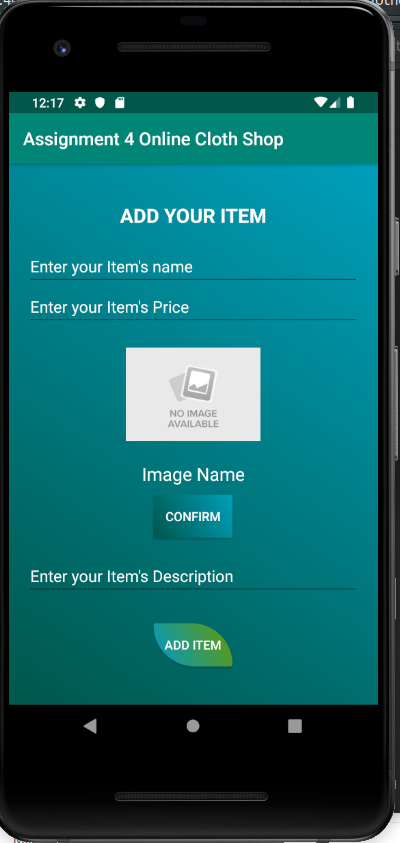 12:17
Assignment 4 Online Cloth Shop
ADD YOUR ITEM
Enter your Item's name
Enter your Item's Price
NO IMAGE
AVAILABLE
Image Name
CONFIRM
Enter your Item's Description
ADD ITEM